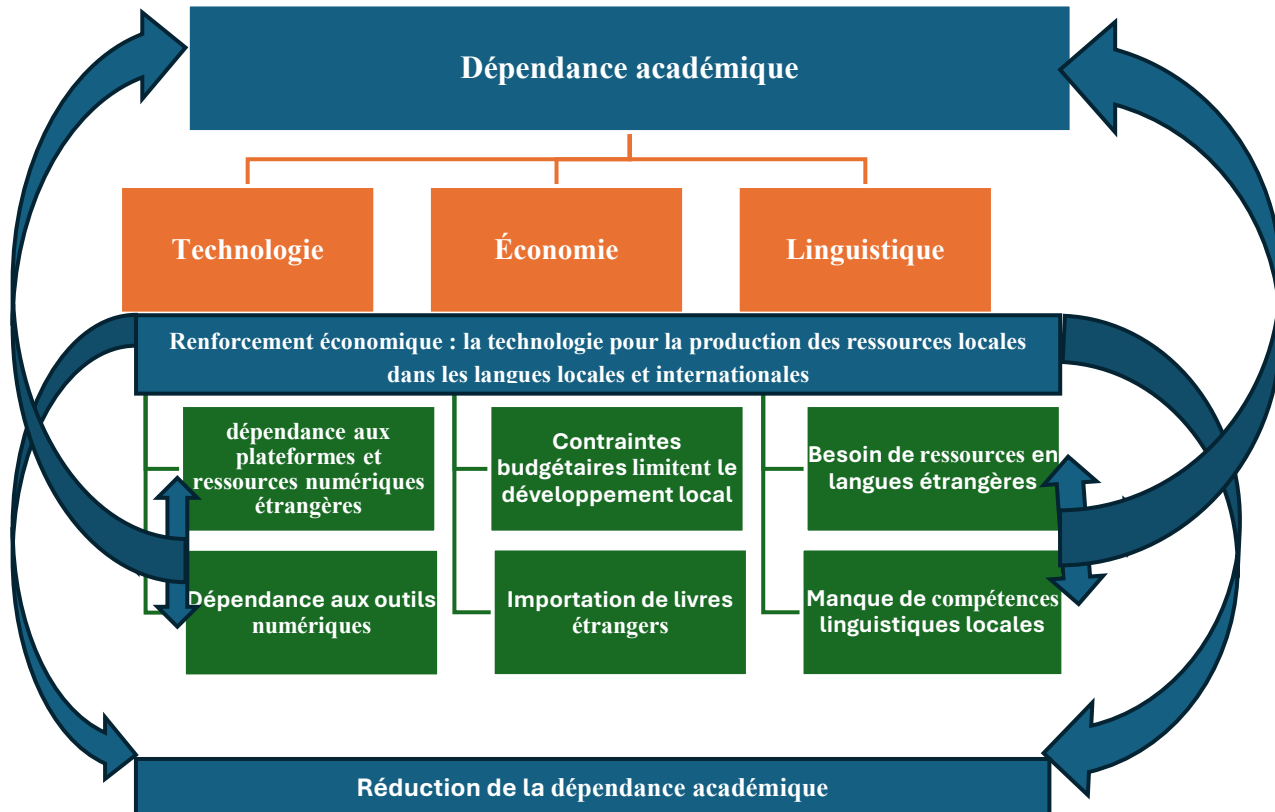 Dépendance académique
Technologie
Économie
Linguistique
Renforcement économique : la technologie pour la production des ressources locales
dans les langues locales et internationales
dépendance aux
plateformes et
ressources numériques
étrangères
Contraintes
budgétaires limitent le
développement local
Besoin de ressources en
langues étrangères
Dépendance aux outils
numériques
Importation de livres
étrangers
Manque de compétences
linguistiques locales
Réduction de la dépendance académique